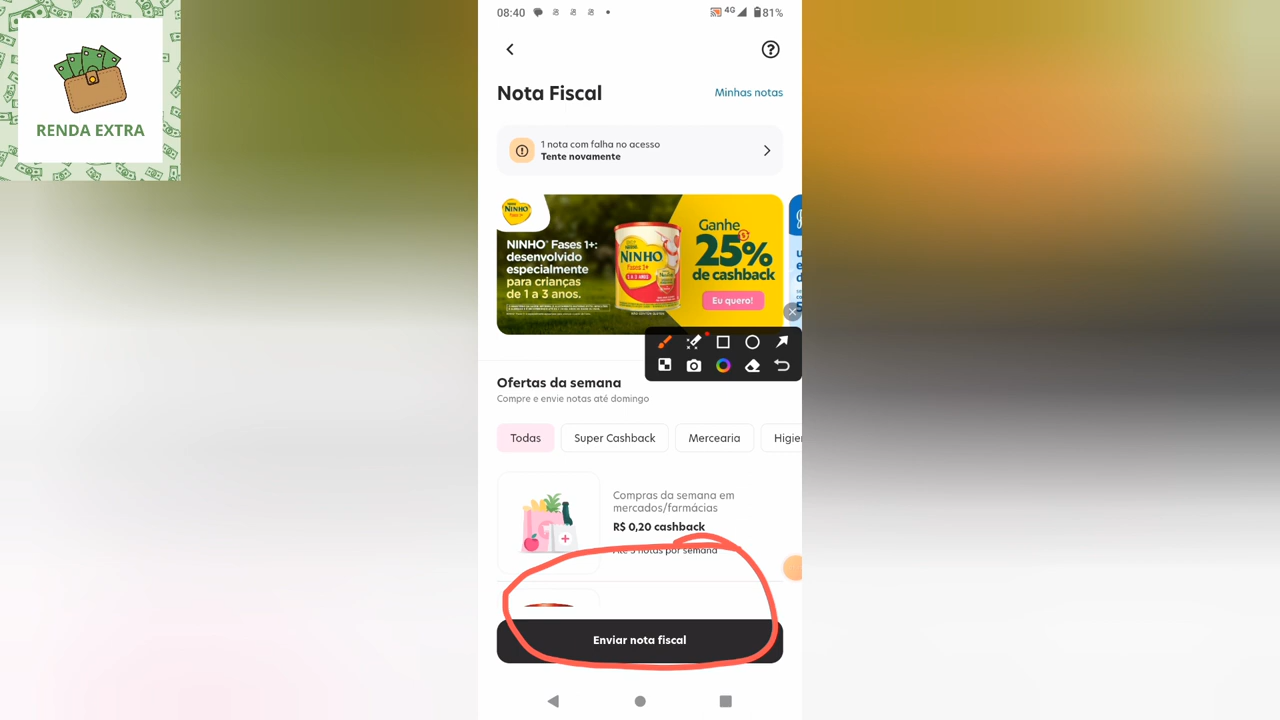 RENDA EXTRA
08:40
4G
81%
Nota Fiscal
Minhas notas
1 nota com falha no acesso
Tente novamente
NINHO
NINHO Fases 1+:
desenvolvido
especialmente
para crianças
de 1 a 3 anos.
NINHO
Fases 1+
Ganhe
25%
de cashback
Eu quero!
Ofertas da semana
Compre e envie notas até domingo
Todas
Super Cashback
Mercearia
Higie
Compras da semana em
mercados/farmácias
R$ 0,20 cashback
Até 5 notas por semana
Enviar nota fiscal